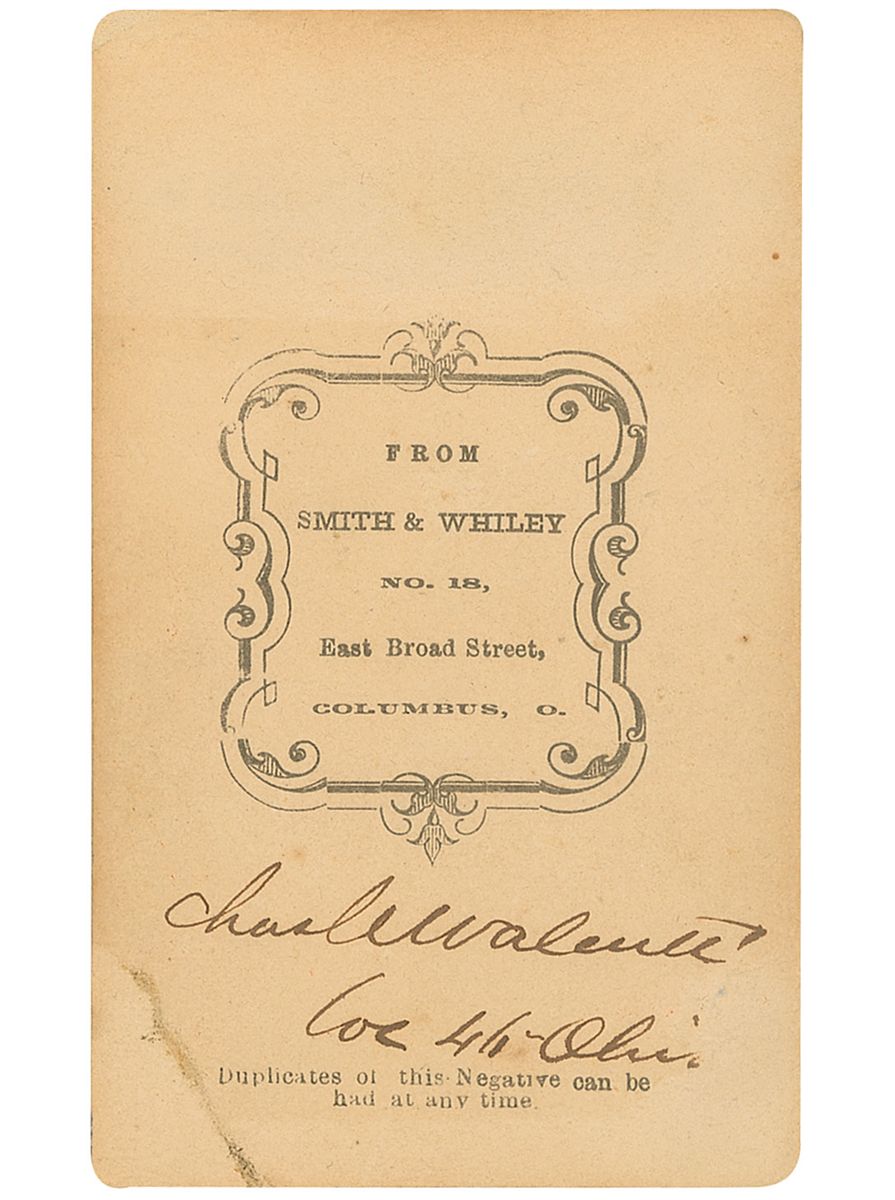 FROM
SMITH & WHILEY
NO. 18,
East Broad Street,
COLUMBUS, O.
Chas
Col 46 Ohio
Duplicates of this Negative can be
had at any time.